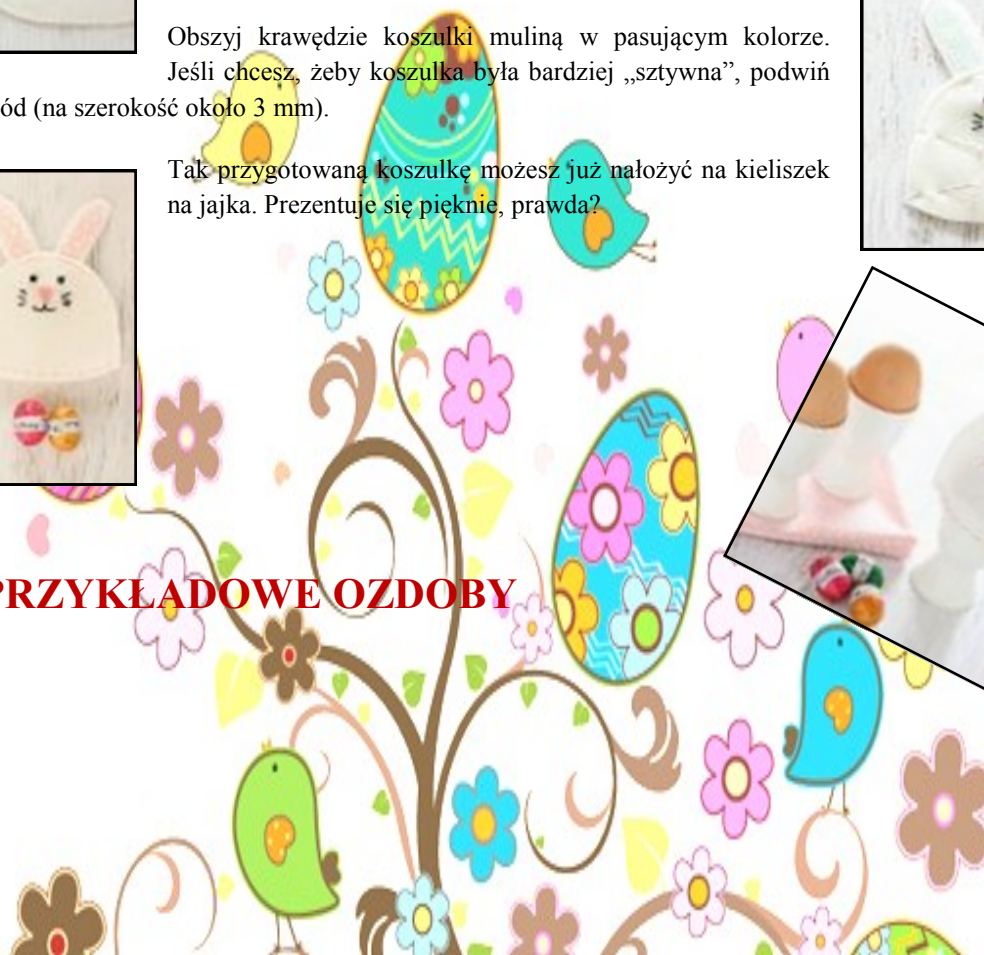 Obszyj krawędzie koszulki muliną w pasującym kolorze.
Jeśli chcesz, żeby koszulka była bardziej „sztywna”, podwiń
(na szerokość około 3 mm).
Tak przygotowaną koszulkę możesz już nałożyć na kieliszek
na jajka. Prezentuje się pięknie, prawda?
PRZYKŁADOWE OZDOBY